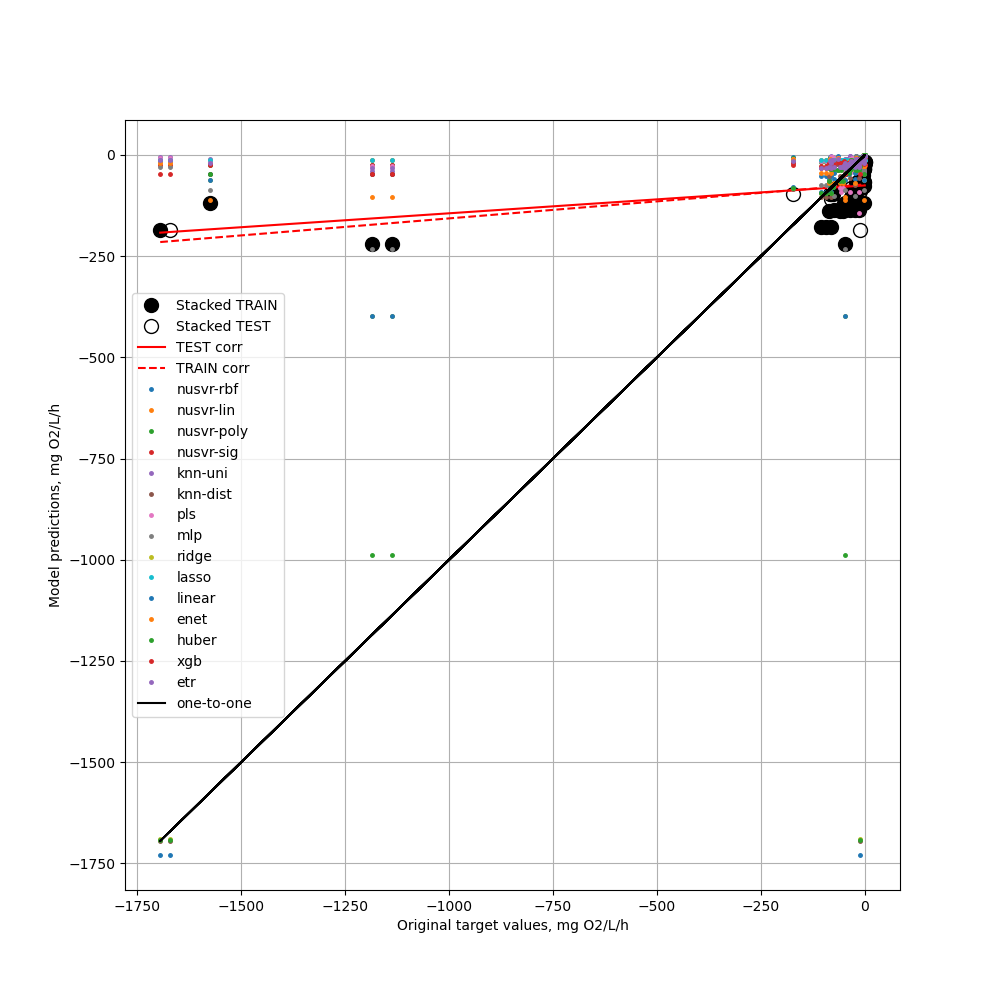 0
−250
−500
−750
−1000
−1250
−1500
−1750
Model predictions, mg O2/L/h
Stacked TRAIN
Stacked TEST
TEST corr
TRAIN corr
nusvr-rbf
nusvr-lin
nusvr-poly
nusvr-sig
knn-uni
knn-dist
pls
mlp
ridge
lasso
linear
enet
huber
xgb
etr
one-to-one
−1750 −1500 −1250 −1000 −750 −500 −250 0
Original target values, mg O2/L/h